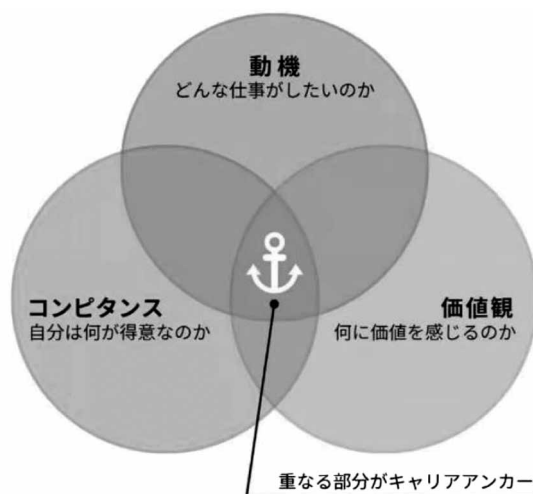 動機
どんな仕事がしたいのか
コンピタンス
自分は何が得意なのか
価値観
何に価値を感じるのか
重なる部分がキャリアアンカー